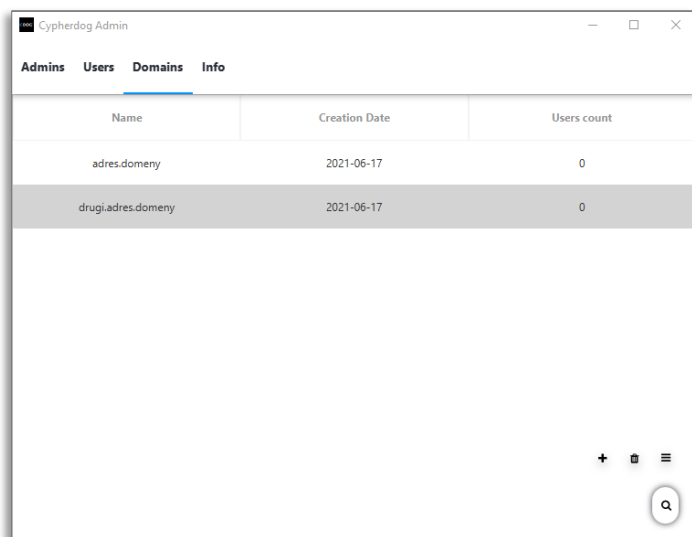 Cypherdog Admin
Admins Users Domains Info
Name Creation Date Users count
adres.domeny 2021-06-17 0
drugi.adres.domeny 2021-06-17 0